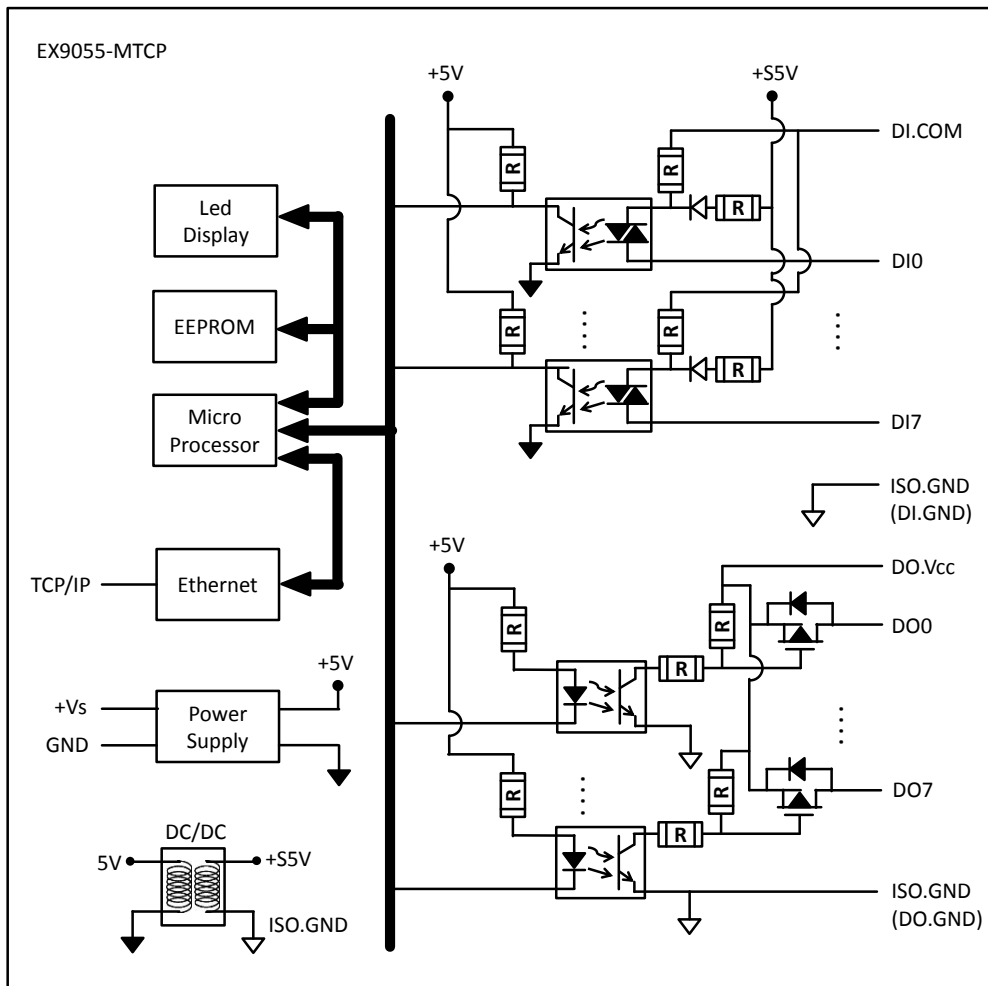 EX9055-MTCP
+5V
+S5V
DI.COM
R
R
R
Led
Display
DI0
EEPROM
R
R
R
Micro
Processor
DI7
ISO.GND
(DI.GND)
+5V
DO.Vcc
TCP/IP
Ethernet
R
R
DO0
R
+5V
+Vs
Power
Supply
GND
R
R
DO7
DC/DC
R
5V
+S5V
ISO.GND
(DO.GND)
ISO.GND